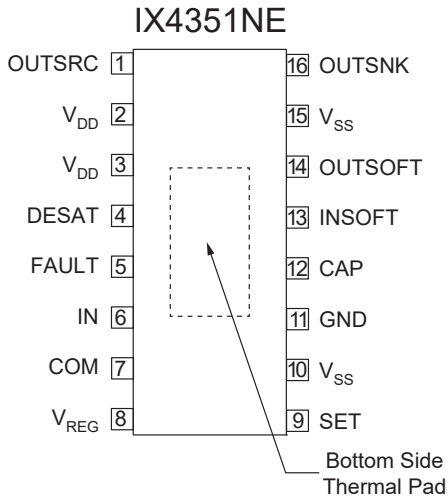 IX4351NE
OUTSRC 1
16 OUTSNK
V_DD 2
15 V_SS
V_DD 3
14 OUTSOFT
DESAT 4
13 INSOFT
FAULT 5
12 CAP
IN 6
11 GND
COM 7
10 V_SS
V_REG 8
9 SET
Bottom Side
Thermal Pad